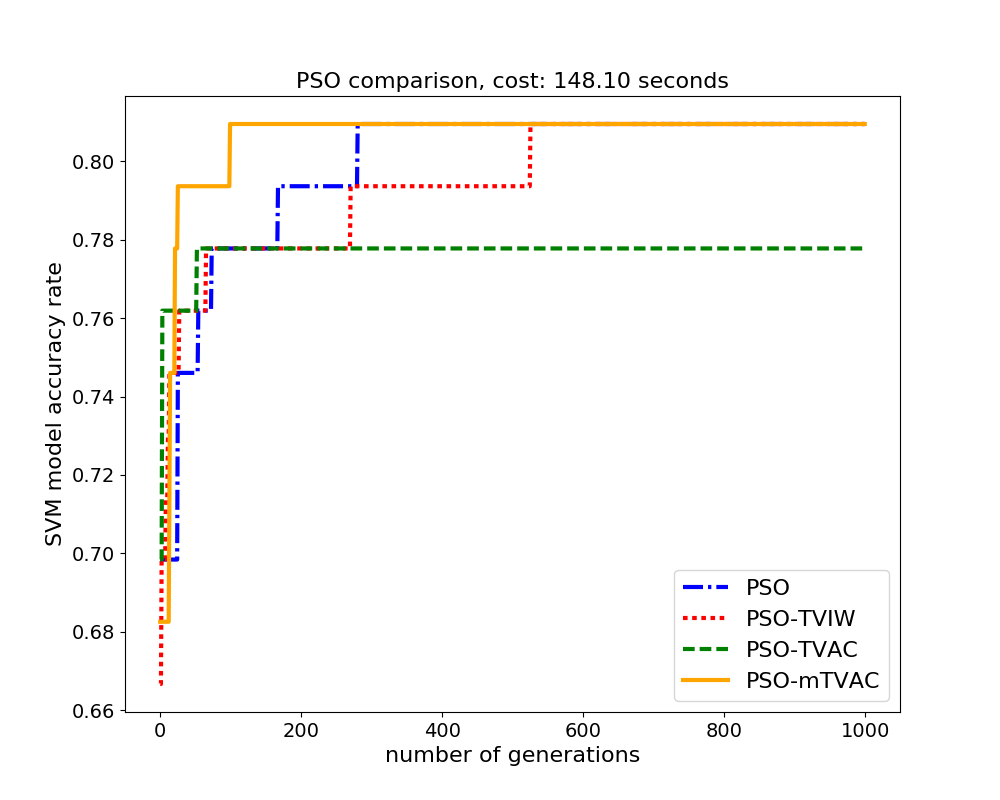 PSO comparison, cost: 148.10 seconds
SVM model accuracy rate
0.80
0.78
0.76
0.74
0.72
0.70
0.68
0.66
0 200 400 600 800 1000
number of generations
PSO
PSO-TVIW
PSO-TVAC
PSO-mTVAC